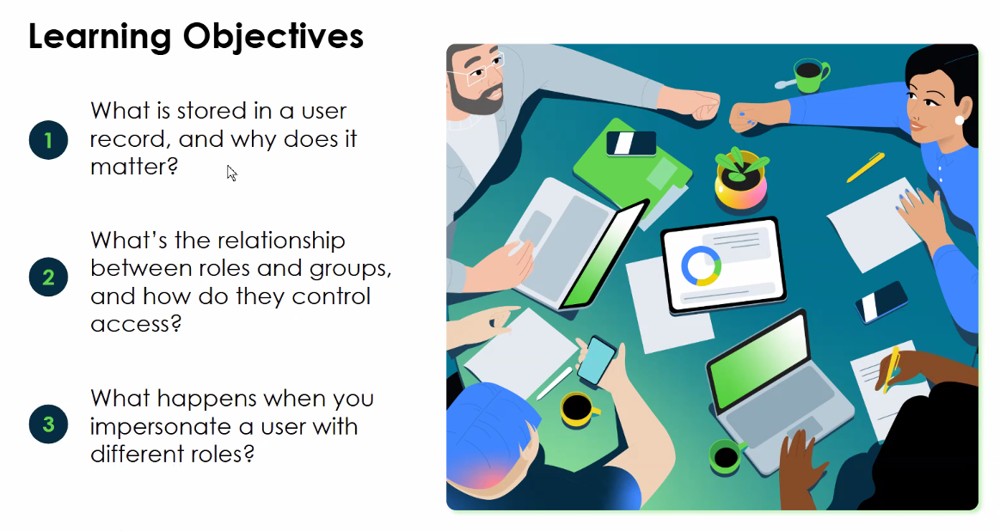 Learning Objectives
1
What is stored in a user
record, and why does it
matter?
2
What’s the relationship
between roles and groups,
and how do they control
access?
3
What happens when you
impersonate a user with
different roles?